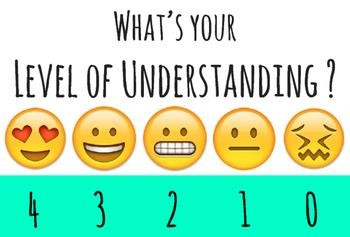 What's your
Level of Understanding?
4 3 2 1 0